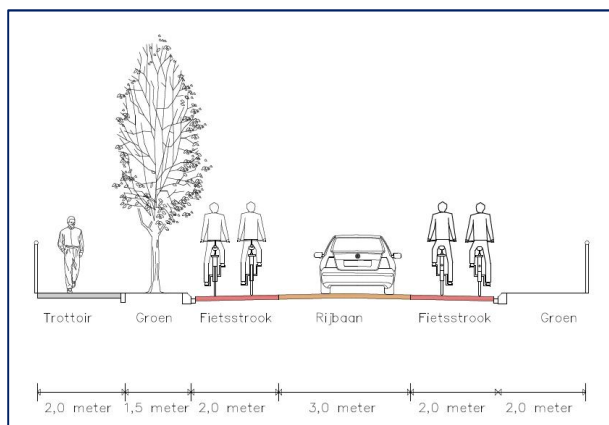 Trottoir Groen Fietsstrook Rijbaan Fietsstrook Groen
2,0 meter 1,5 meter 2,0 meter 3,0 meter 2,0 meter 2,0 meter